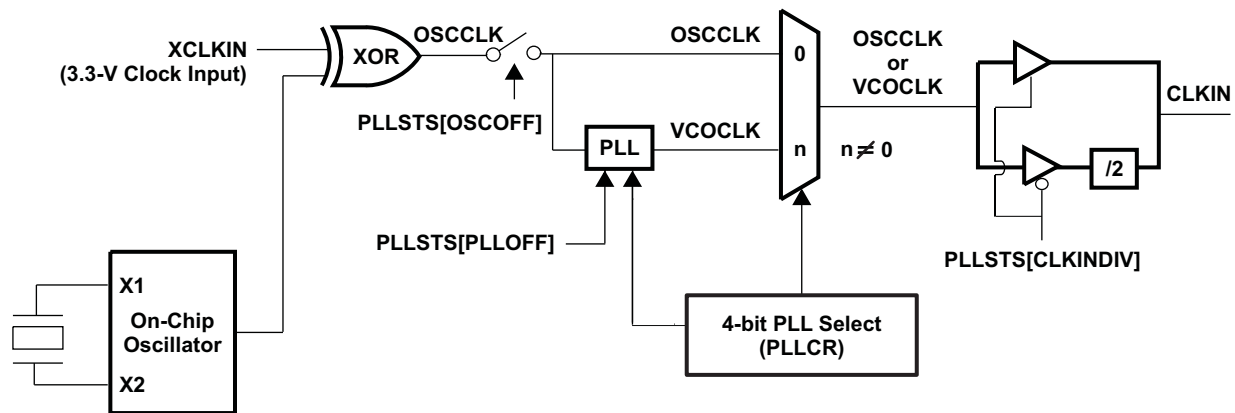 XCLKIN
(3.3-V Clock Input)
XOR
OSCCLK
PLLSTS[OSCOFF]
OSCCLK
0
VCOCLK
n
PLL
n ≠ 0
OSCCLK
or
VCOCLK
CLKIN
/2
PLLSTS[PLLOFF]
PLLSTS[CLKINDIV]
4-bit PLL Select
(PLLCR)
X1
On-Chip
Oscillator
X2